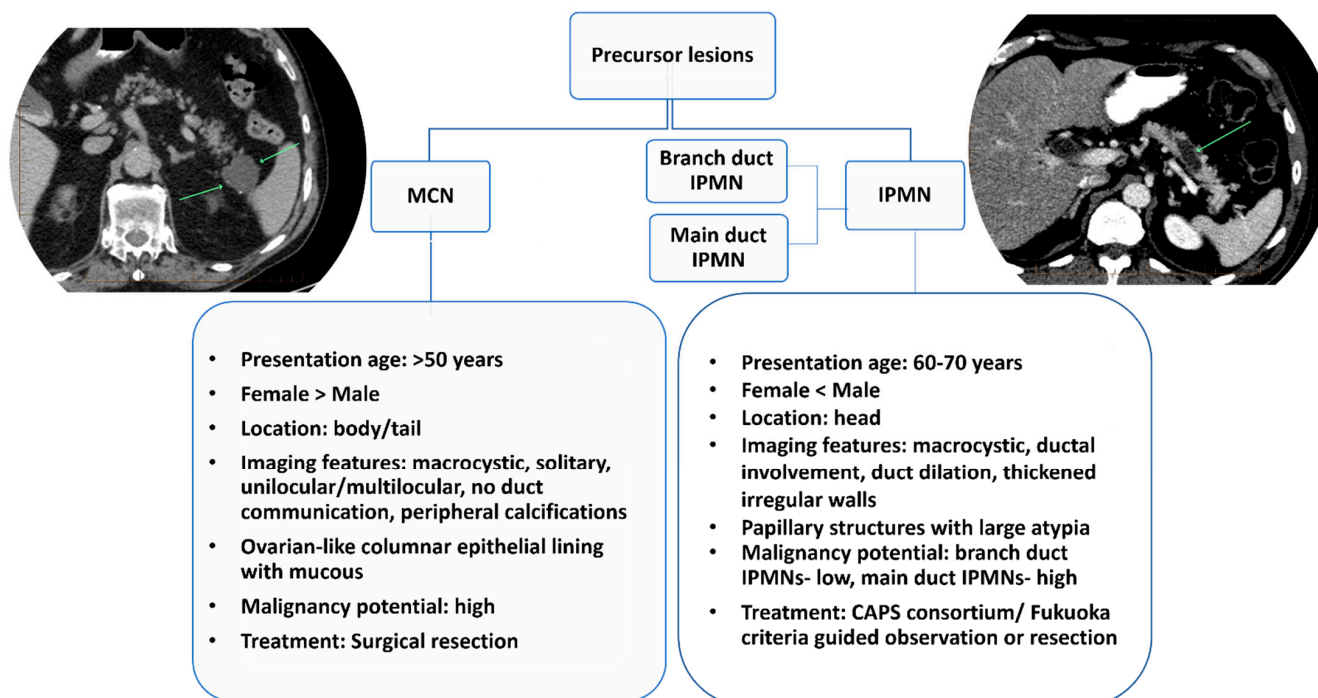 Precursor lesions
MCN
Branch duct
IPMN
Main duct
IPMN
IPMN
• Presentation age: >50 years
• Female > Male
• Location: body/tail
• Imaging features: macrocystic, solitary,
unilocular/multilocular, no duct
communication, peripheral calcifications
• Ovarian-like columnar epithelial lining
with mucous
• Malignancy potential: high
• Treatment: Surgical resection
• Presentation age: 60-70 years
• Female < Male
• Location: head
• Imaging features: macrocystic, ductal
involvement, duct dilation, thickened
irregular walls
• Papillary structures with large atypia
• Malignancy potential: branch duct
IPMNs- low, main duct IPMNs- high
• Treatment: CAPS consortium/ Fukuoka
criteria guided observation or resection